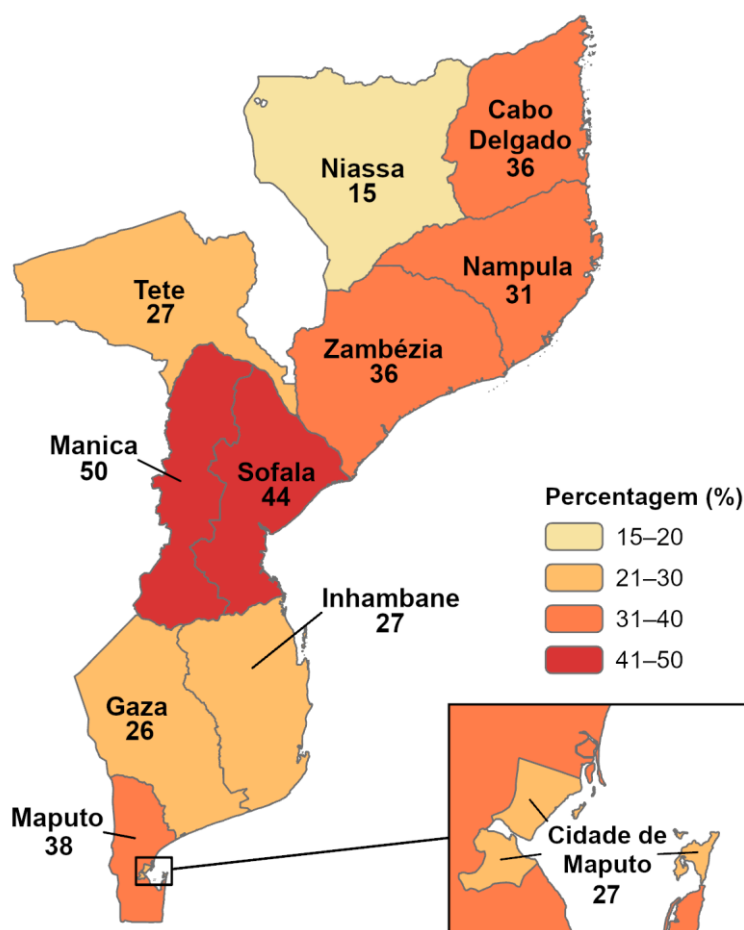 Cabo
Delgado
36
Niassa
15
Nampula
31
Tete
27
Zambézia
36
Manica
50
Sofala
44
Percentagem (%)
15–20
21–30
31–40
41–50
Inhambane
27
Gaza
26
Maputo
38
Cidade de
Maputo
27